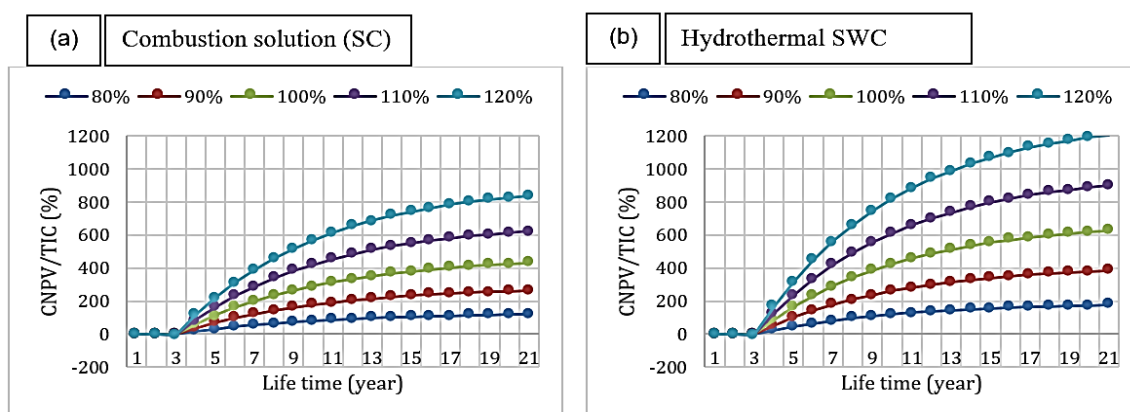 (a) Combustion solution (SC)
80% 90% 100% 110% 120%
CNPV/TIC (%)
1200
1000
800
600
400
200
0
-200
1 3 5 7 9 11 13 15 17 19 21
Life time (year)
(b) Hydrothermal SWC
80% 90% 100% 110% 120%
CNPV/TIC (%)
1200
1000
800
600
400
200
0
-200
1 3 5 7 9 11 13 15 17 19 21
Life time (year)